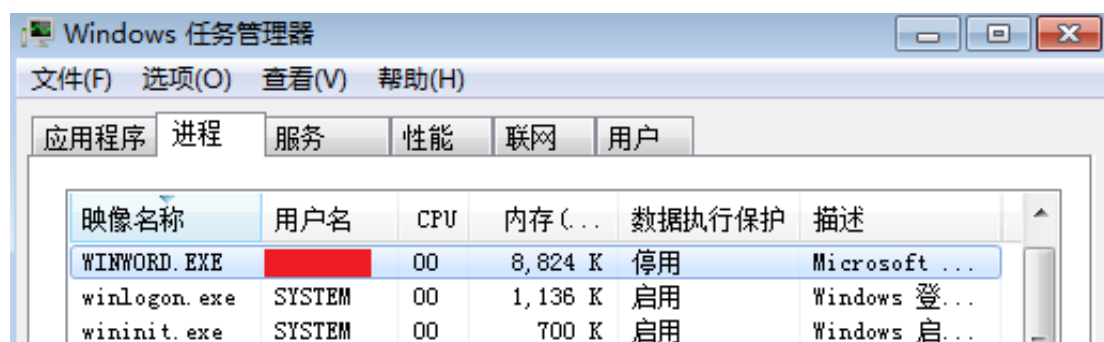 Windows 任务管理器
文件(F) 选项(O) 查看(V) 帮助(H)
应用程序 进程 服务 性能 联网 用户
映像名称 用户名 CPU 内存(... 数据执行保护 描述
WINWORD.EXE 00 8,824 K 停用 Microsoft ...
winlogon.exe SYSTEM 00 1,136 K 启用 Windows 登...
wininit.exe SYSTEM 00 700 K 启用 Windows 启...